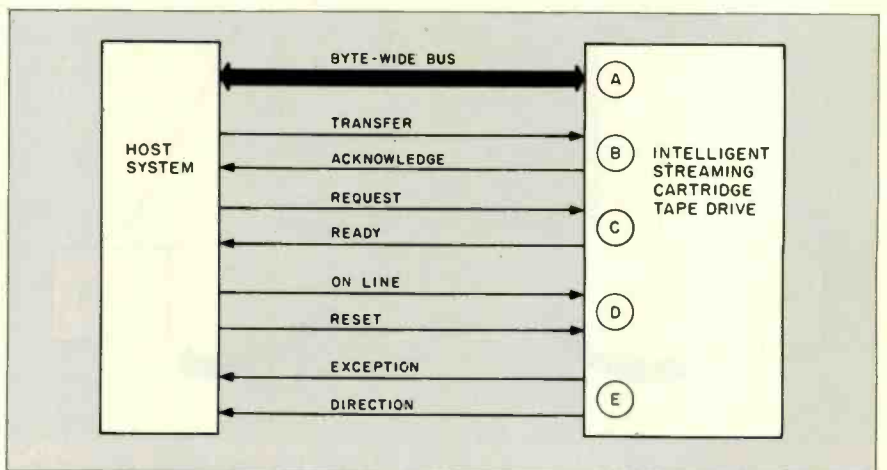 BYTE-WIDE BUS
A
TRANSFER
HOST
SYSTEM
B
ACKNOWLEDGE
INTELLIGENT
STREAMING
CARTRIDGE
TAPE DRIVE
REQUEST
C
READY
ON LINE
D
RESET
EXCEPTION
E
DIRECTION